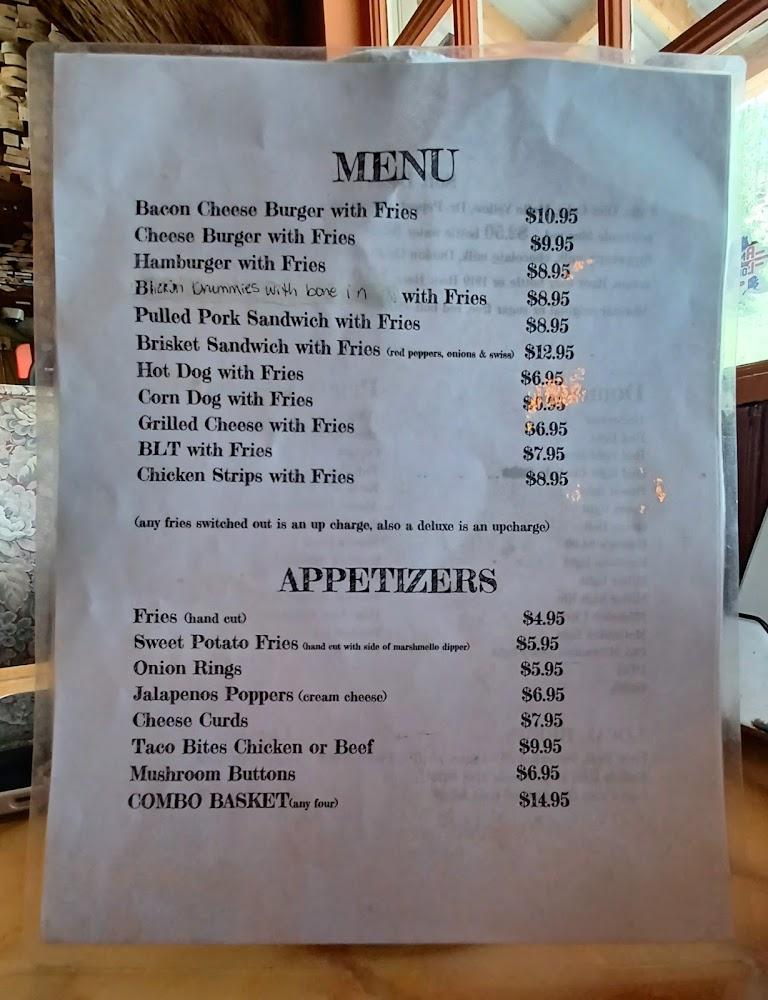 MENU
Bacon Cheese Burger with Fries $10.95
Cheese Burger with Fries $9.95
Hamburger with Fries $8.95
Drummies with bone in with Fries $8.95
Pulled Pork Sandwich with Fries $8.95
Brisket Sandwich with Fries (red peppers, onions & swiss) $12.95
Hot Dog with Fries $6.95
Corn Dog with Fries
Grilled Cheese with Fries $6.95
BLT with Fries $7.95
Chicken Strips with Fries $8.95
(any fries switched out is an up charge, also a deluxe is an upcharge)
APPETIZERS
Fries (hand cut) $4.95
Sweet Potato Fries (hand cut with side of marshmello dipper) $5.95
Onion Rings $5.95
Jalapenos Poppers (cream cheese) $6.95
Cheese Curds $7.95
Taco Bites Chicken or Beef $9.95
Mushroom Buttons $6.95
COMBO BASKET(any four) $14.95